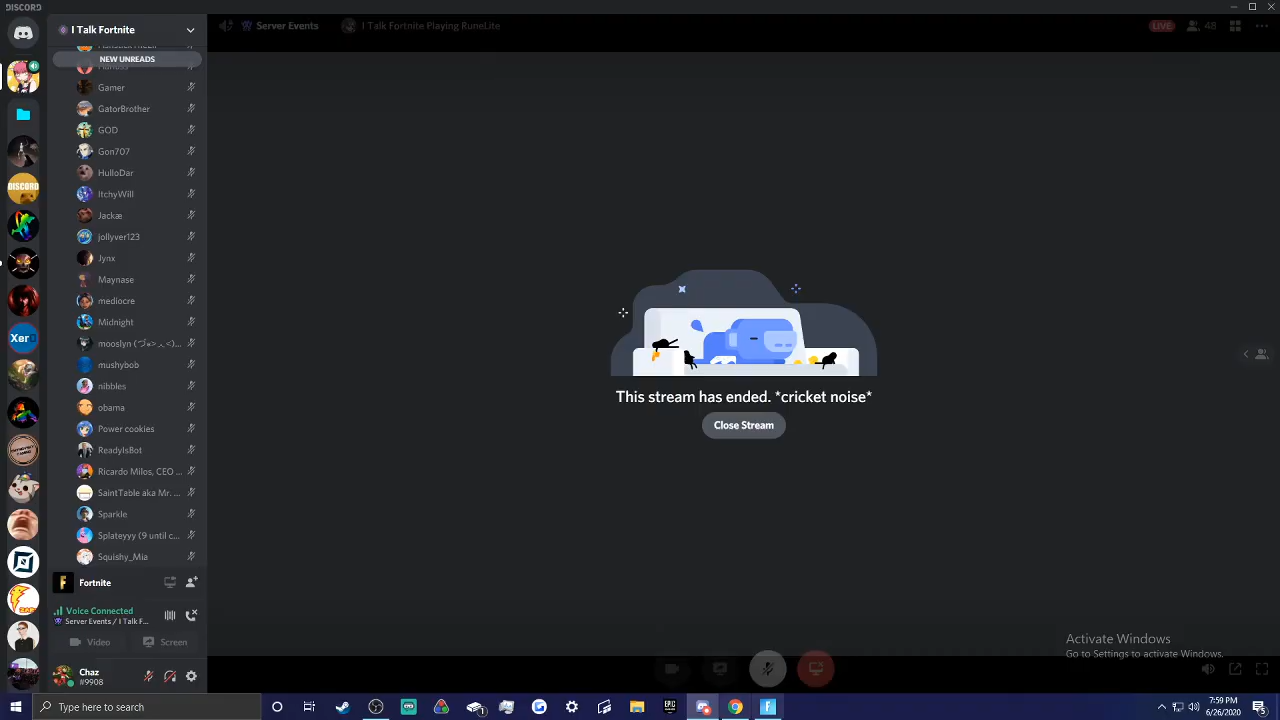 DISCORD
I Talk Fortnite
Server Events
I Talk Fortnite Playing RuneLite
LIVE
48
NEW UNREADS
Gamer
GatorBrother
GOD
Gon707
HulloDar
ItchyWill
Jackæ
jollyver123
Jynx
Maynase
mediocre
Midnight
mushybob
nibbles
obama
Power cookies
ReadyIsBot
Ricardo Milos, CEO ...
SaintTable aka Mr. ...
Sparkle
Splateyyy (9 until c...
Squishy_Mia
DISCORD
Xer
This stream has ended. *cricket noise*
Close Stream
Fortnite
Voice Connected
Server Events / I Talk F...
Video
Screen
Chaz
#9908
Activate Windows
Go to Settings to activate Windows.
Type here to search
EPIC
7:59 PM
6/26/2020